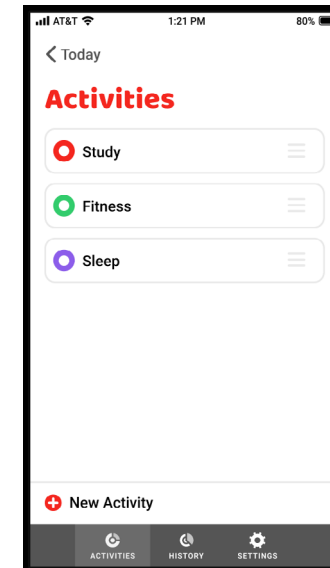 AT&T 1:21 PM 80%
Today
Activities
Study
Fitness
Sleep
New Activity
ACTIVITIES HISTORY SETTINGS